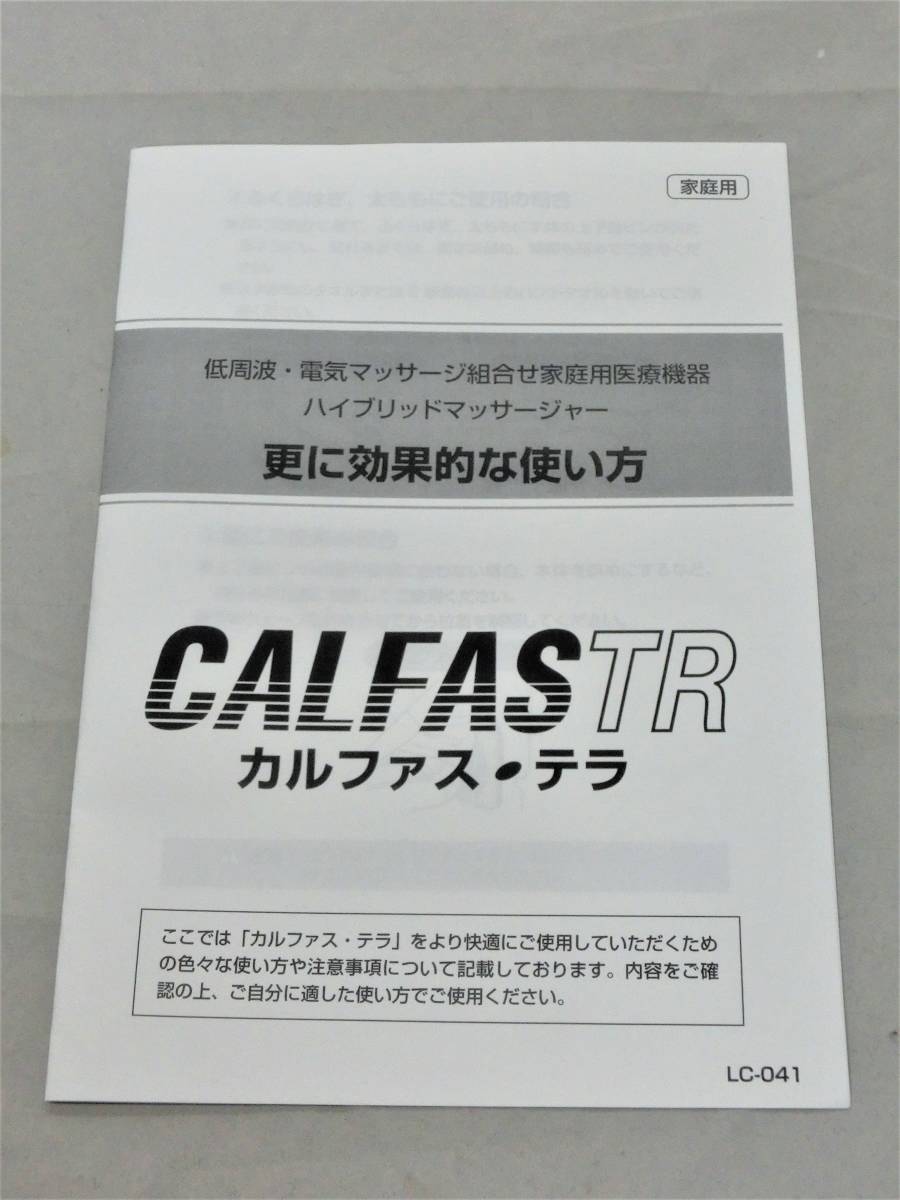 家庭用
低周波・電気マッサージ組合せ家庭用医療機器
ハイブリッドマッサージャー
更に効果的な使い方
CALFASTR
カルファス・テラ
ここでは「カルファス・テラ」をより快適にご使用していただくため
の色々な使い方や注意事項について記載しております。内容をご確
認の上、ご自分に適した使い方でご使用ください。
LC-041